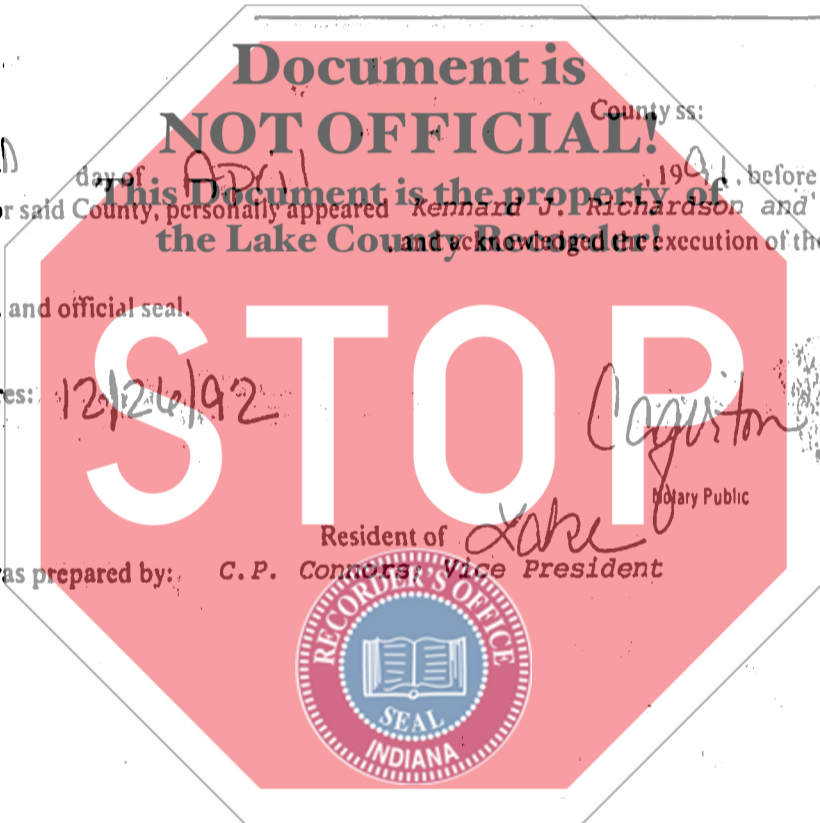 Document is
County ss:
NOT OFFICIAL!
day of April, 1991, before
This Document is the property of
r said County, personally appeared Kennard J. Richardson and
the Lake County Recorder!
, and acknowledged the execution of the
and official seal.
STOP
es: 12/26/92
Notary Public
Resident of Lake
as prepared by: C.P. Connors, Vice President
RECORDER'S OFFICE
SEAL
INDIANA